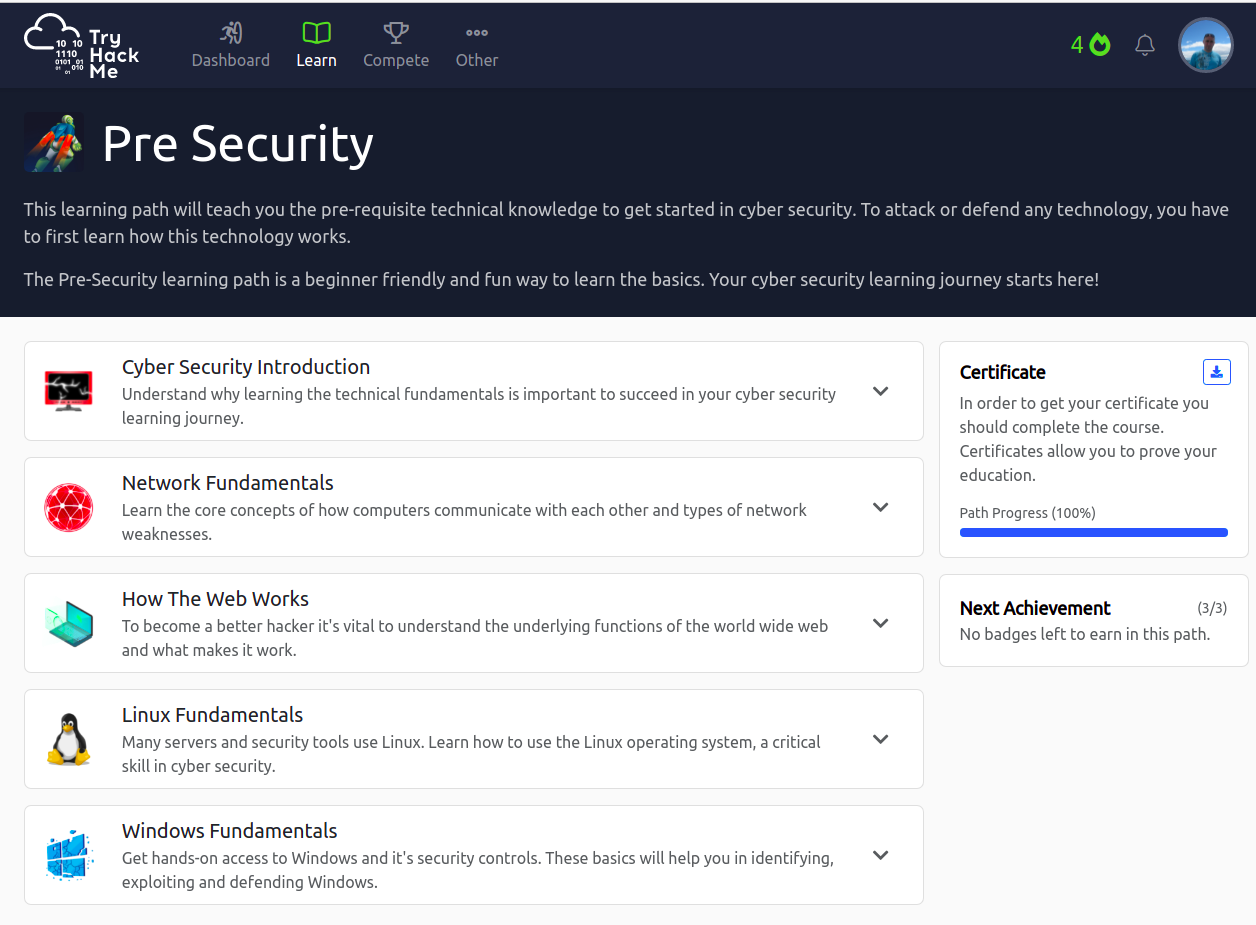 Try
Hack
Me
10 10
1110
0101 01
01 01 010
Dashboard
Learn
Compete
Other
4
Pre Security
This learning path will teach you the pre-requisite technical knowledge to get started in cyber security. To attack or defend any technology, you have
to first learn how this technology works.
The Pre-Security learning path is a beginner friendly and fun way to learn the basics. Your cyber security learning journey starts here!
Cyber Security Introduction
Understand why learning the technical fundamentals is important to succeed in your cyber security
learning journey.
Network Fundamentals
Learn the core concepts of how computers communicate with each other and types of network
weaknesses.
How The Web Works
To become a better hacker it's vital to understand the underlying functions of the world wide web
and what makes it work.
Linux Fundamentals
Many servers and security tools use Linux. Learn how to use the Linux operating system, a critical
skill in cyber security.
Windows Fundamentals
Get hands-on access to Windows and it's security controls. These basics will help you in identifying,
exploiting and defending Windows.
Certificate
In order to get your certificate you
should complete the course.
Certificates allow you to prove your
education.
Path Progress (100%)
Next Achievement (3/3)
No badges left to earn in this path.